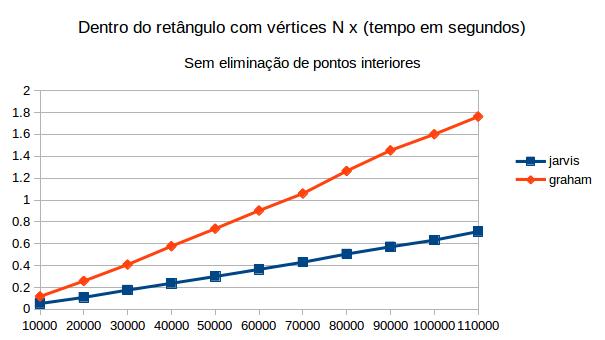 Dentro do retângulo com vértices N x (tempo em segundos)
Sem eliminação de pontos interiores
2
1.8
1.6
1.4
1.2
1
0.8
0.6
0.4
0.2
0
10000 20000 30000 40000 50000 60000 70000 80000 90000 100000 110000
jarvis
graham